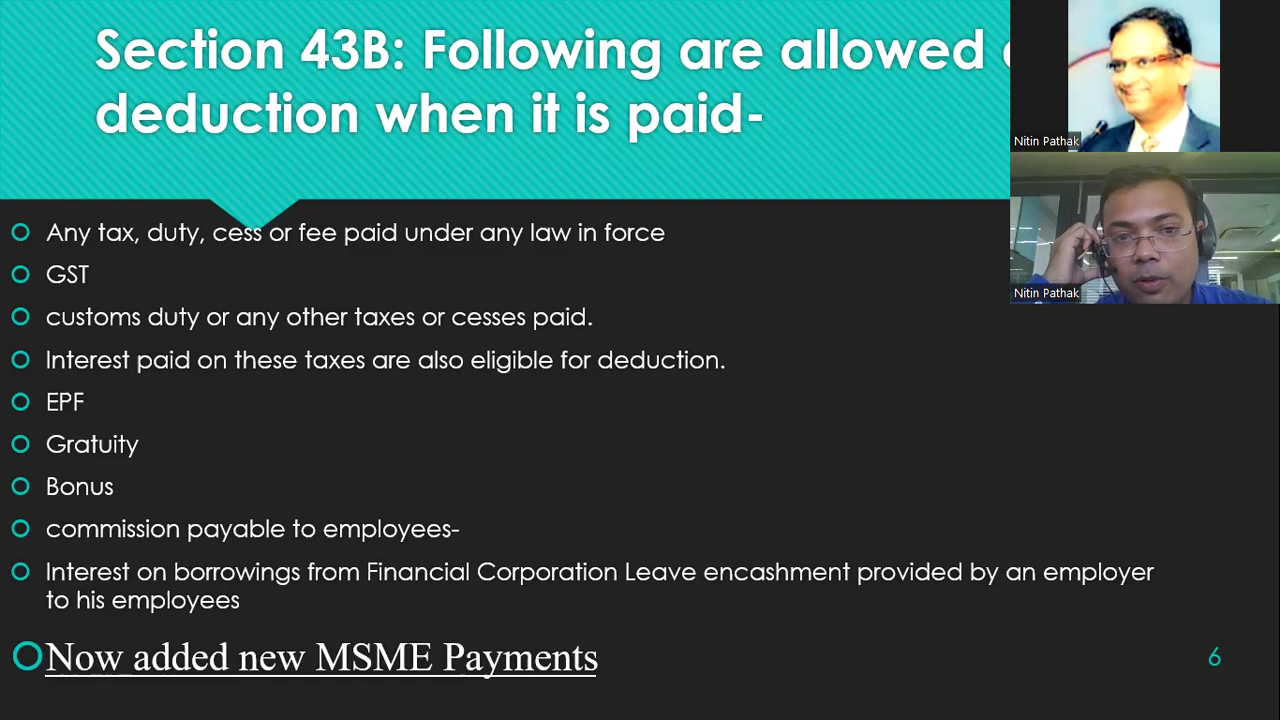 Section 43B: Following are allowed
deduction when it is paid-
Nitin Pathak
Nitin Pathak
Any tax, duty, cess or fee paid under any law in force
GST
customs duty or any other taxes or cesses paid.
Interest paid on these taxes are also eligible for deduction.
EPF
Gratuity
Bonus
commission payable to employees-
Interest on borrowings from Financial Corporation Leave encashment provided by an employer
to his employees
Now added new MSME Payments
6